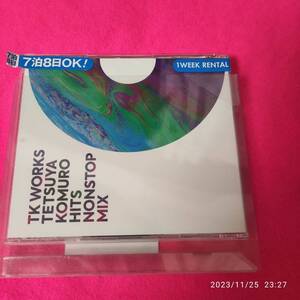 7泊8日OK!
1WEEK RENTAL
TK WORKS
TETSUYA
KOMURO
HITS
NONSTOP
MIX
2023/11/25 23:27